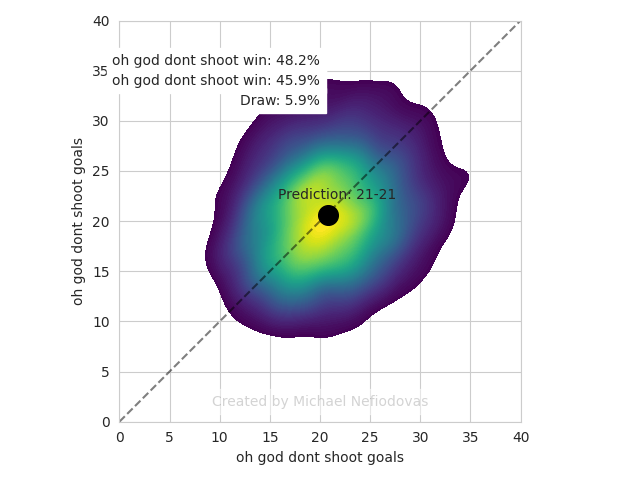 40
oh god dont shoot win: 48.2%
35
oh god dont shoot win: 45.9%
Draw: 5.9%
30
25
Prediction: 21-21
20
15
10
5
0
oh god dont shoot goals
Created by Michael Nefiodovas
0 5 10 15 20 25 30 35 40
oh god dont shoot goals